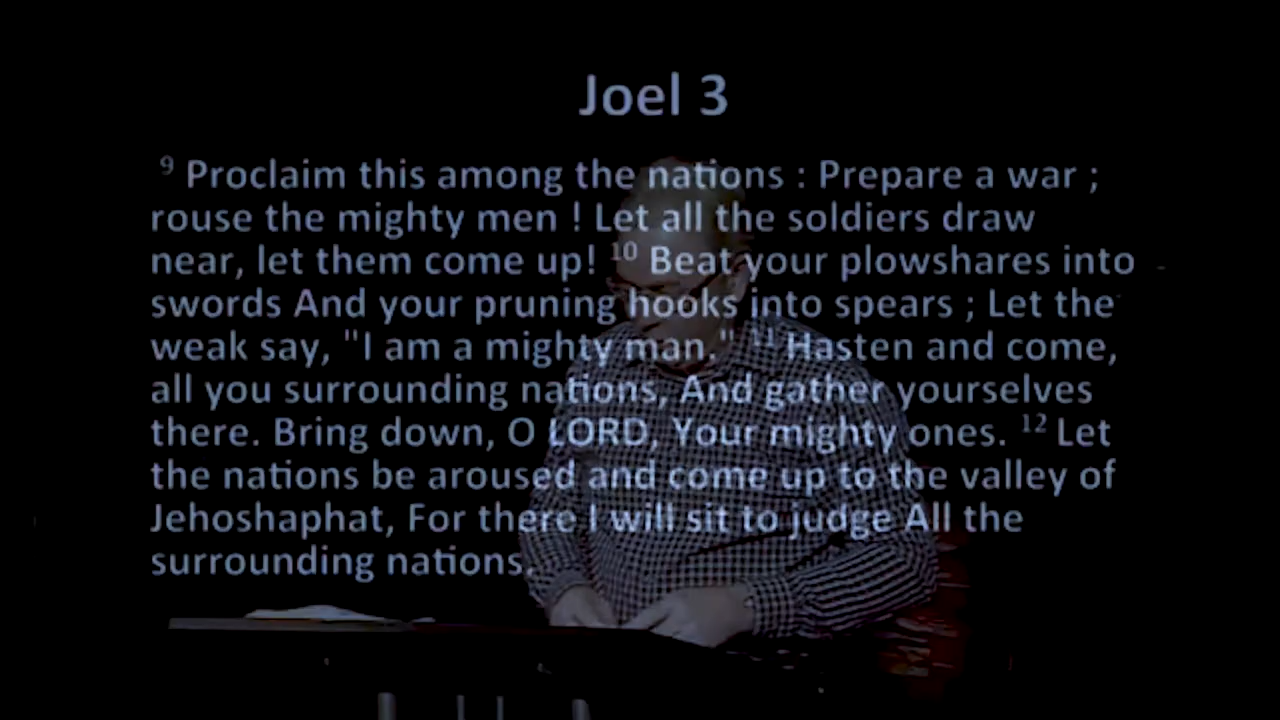 Joel 3
9 Proclaim this among the nations : Prepare a war ;
rouse the mighty men ! Let all the soldiers draw
near, let them come up! 10 Beat your plowshares into
swords And your pruning hooks into spears ; Let the
weak say, "I am a mighty man." 11 Hasten and come,
all you surrounding nations, And gather yourselves
there. Bring down, O LORD, Your mighty ones. 12 Let
the nations be aroused and come up to the valley of
Jehoshaphat, For there I will sit to judge All the
surrounding nations.